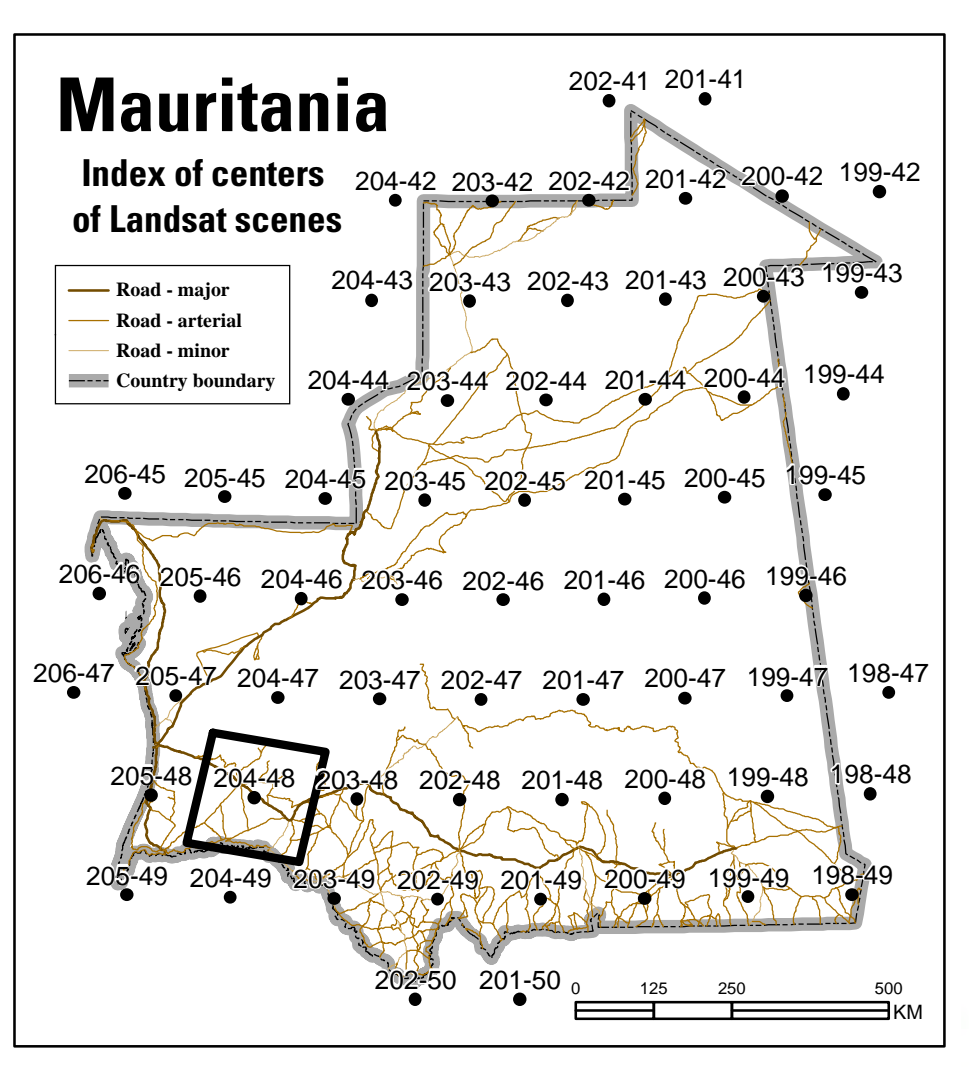 Mauritania
Index of centers
of Landsat scenes
Road - major
Road - arterial
Road - minor
Country boundary
202-41 201-41
204-42 203-42 202-42 201-42 200-42 199-42
204-43 203-43 202-43 201-43 200-43 199-43
204-44 203-44 202-44 201-44 200-44 199-44
206-45 205-45 204-45 203-45 202-45 201-45 200-45 199-45
206-46 205-46 204-46 203-46 202-46 201-46 200-46 199-46
206-47 205-47 204-47 203-47 202-47 201-47 200-47 199-47 198-47
205-48 204-48 203-48 202-48 201-48 200-48 199-48 198-48
205-49 204-49 203-49 202-49 201-49 200-49 199-49 198-49
202-50 201-50
0 125 250 500
KM